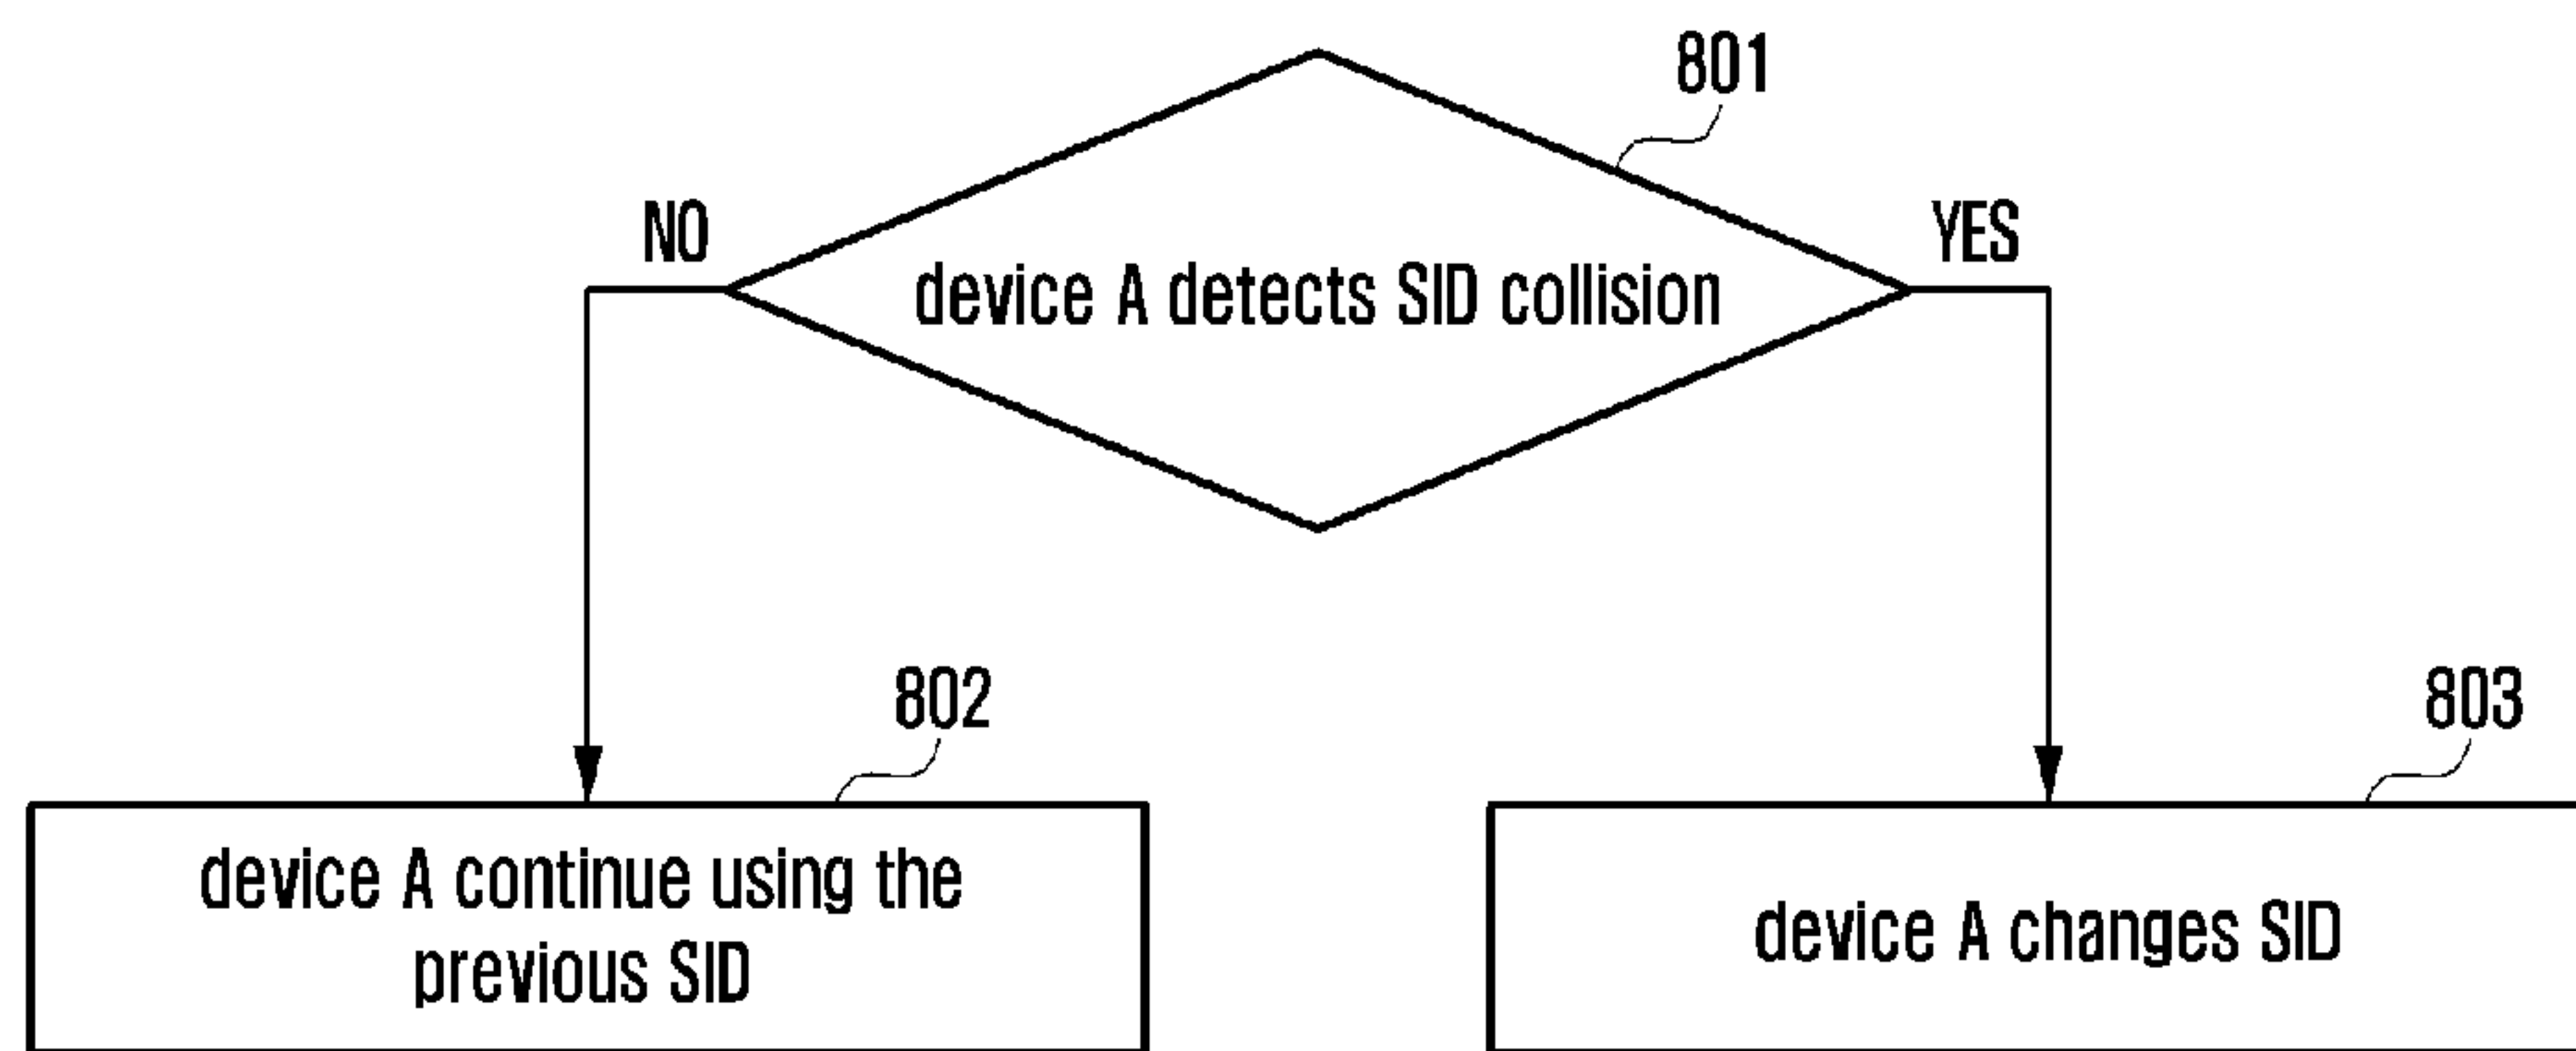 801
NO
YES
device A detects SID collision
802
803
device A continue using the
previous SID
device A changes SID